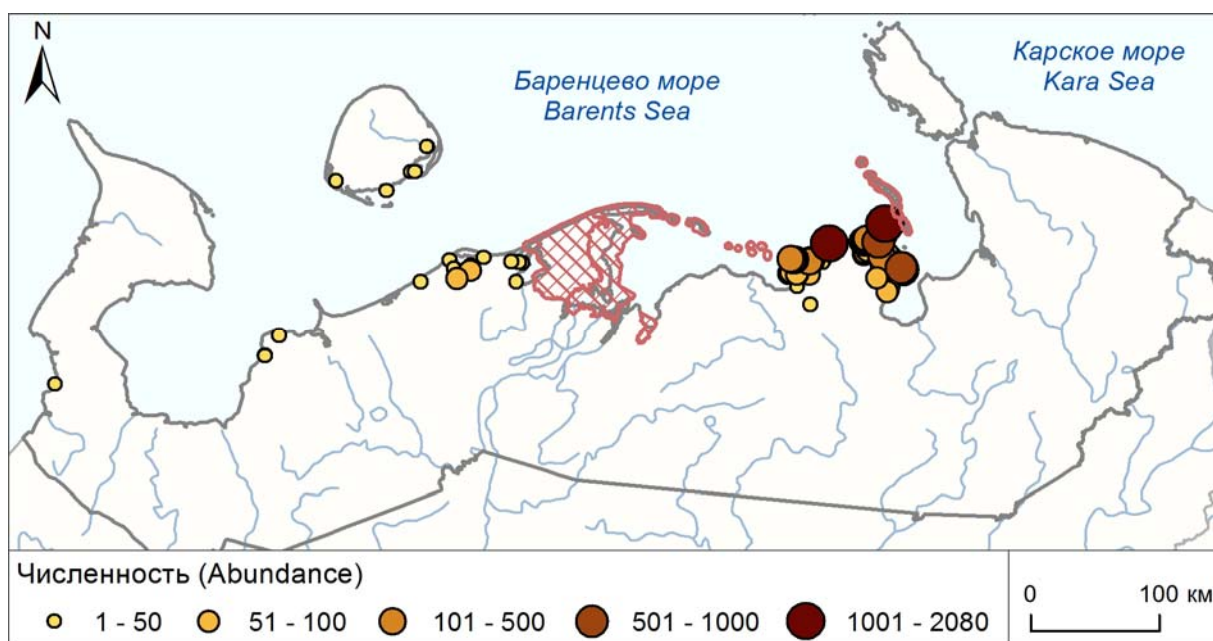 N
Баренцево море
Barents Sea
Карское море
Kara Sea
Численность (Abundance)
1 - 50
51 - 100
101 - 500
501 - 1000
1001 - 2080
0
100 км